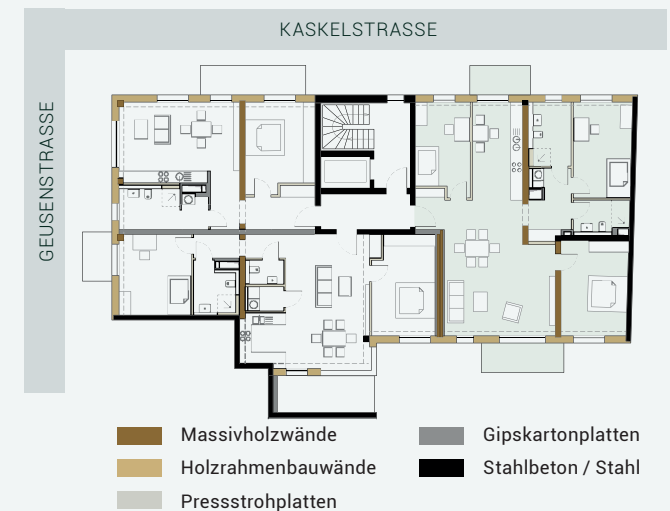 KASKELSTRASSE
GEUSENSTRASSE
Massivholzwände
Holzrahmenbauwände
Pressstrohplatten
Gipskartonplatten
Stahlbeton / Stahl